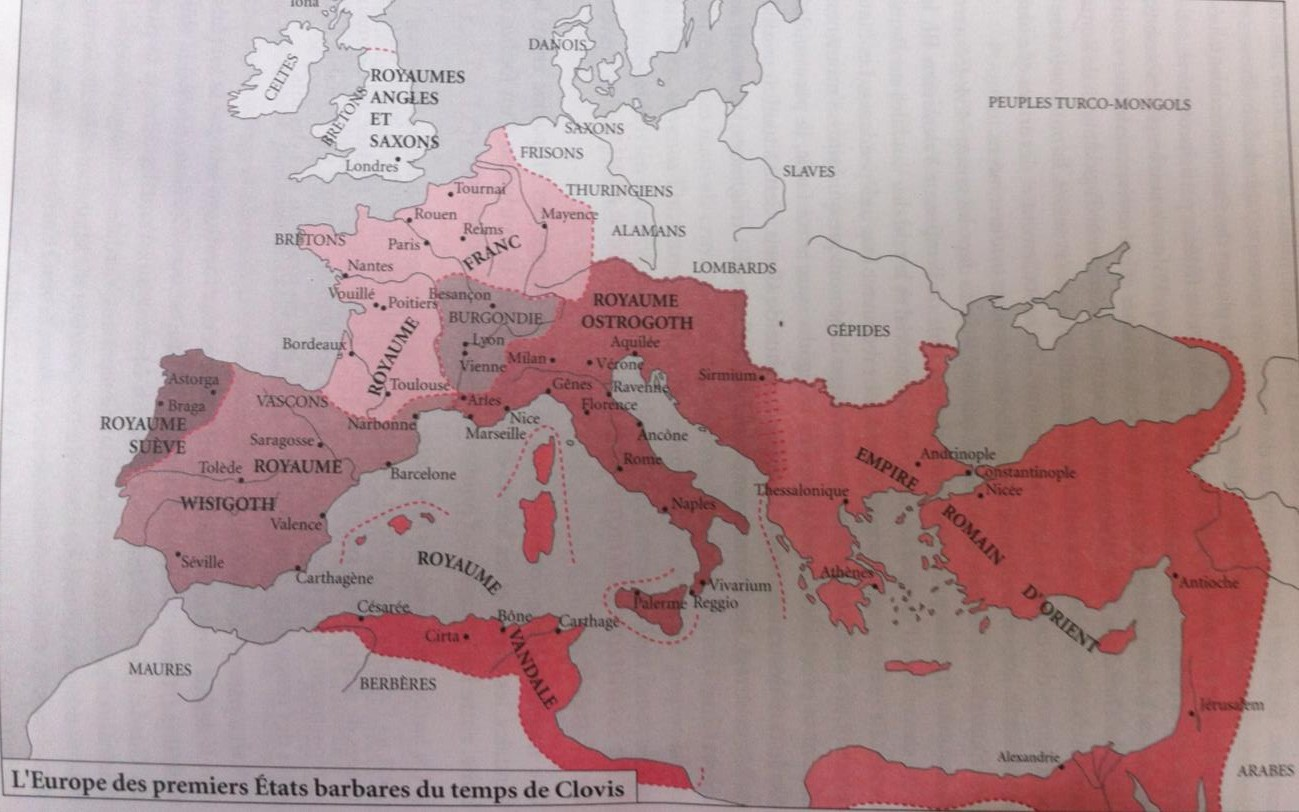 Iona
DANOIS
CELTES
ROYAUMES
ANGLES
ET
SAXONS
BRETONS
Londres
PEUPLES TURCO-MONGOLS
SAXONS
FRISONS
SLAVES
THURINGIENS
Tournai
Rouen
Reims
Mayence
Paris
FRANC
ALAMANS
BRETONS
Nantes
LOMBARDS
Vouillé
Poitiers
Besançon
BURGONDIE
ROYAUME
OSTROGOTH
GÉPIDES
Bordeaux
ROYAUME
Lyon
Vienne
Milan
Vérone
Aquilée
Sirmium
Astorga
Braga
Toulouse
Gênes
Ravenne
VASCONS
Arles
Florence
ROYAUME
SUÈVE
Narbonne
Nice
Marseille
Ancône
Saragosse
Tolède
ROYAUME
Barcelone
Rome
EMPIRE
Andrinople
Constantinople
Nicée
Thessalonique
WISIGOTH
Valence
Naples
ROMAIN
Séville
Carthagène
ROYAUME
Vivarium
Athènes
Antioche
D'ORIENT
Césarée
Palerme
Reggio
Bône
Carthage
Cirta
VANDALE
MAURES
BERBÈRES
Jérusalem
Alexandrie
ARABES
L'Europe des premiers États barbares du temps de Clovis